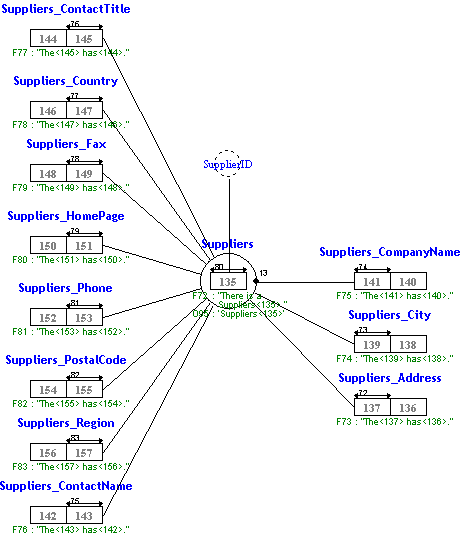 Suppliers_ContactTitle
76
144 145
F77 : "The<145> has<144>."
Suppliers_Country
77
146 147
F78 : "The<147> has<146>."
Suppliers_Fax
78
148 149
F79 : "The<149> has<148>."
Suppliers_HomePage
79
150 151
F80 : "The<151> has<150>."
Suppliers_Phone
81
152 153
F81 : "The<153> has<152>."
Suppliers_PostalCode
82
154 155
F82 : "The<155> has<154>."
Suppliers_Region
83
156 157
F83 : "The<157> has<156>."
Suppliers_ContactName
75
142 143
F76 : "The<143> has<142>."
SupplierID
Suppliers
80
135
13
F72 : "There is a
Suppliers<135>."
O95 : 'Suppliers<135>'
Suppliers_CompanyName
74
141 140
F75 : "The<141> has<140>."
Suppliers_City
73
139 138
F74 : "The<139> has<138>."
Suppliers_Address
72
137 136
F73 : "The<137> has<136>."